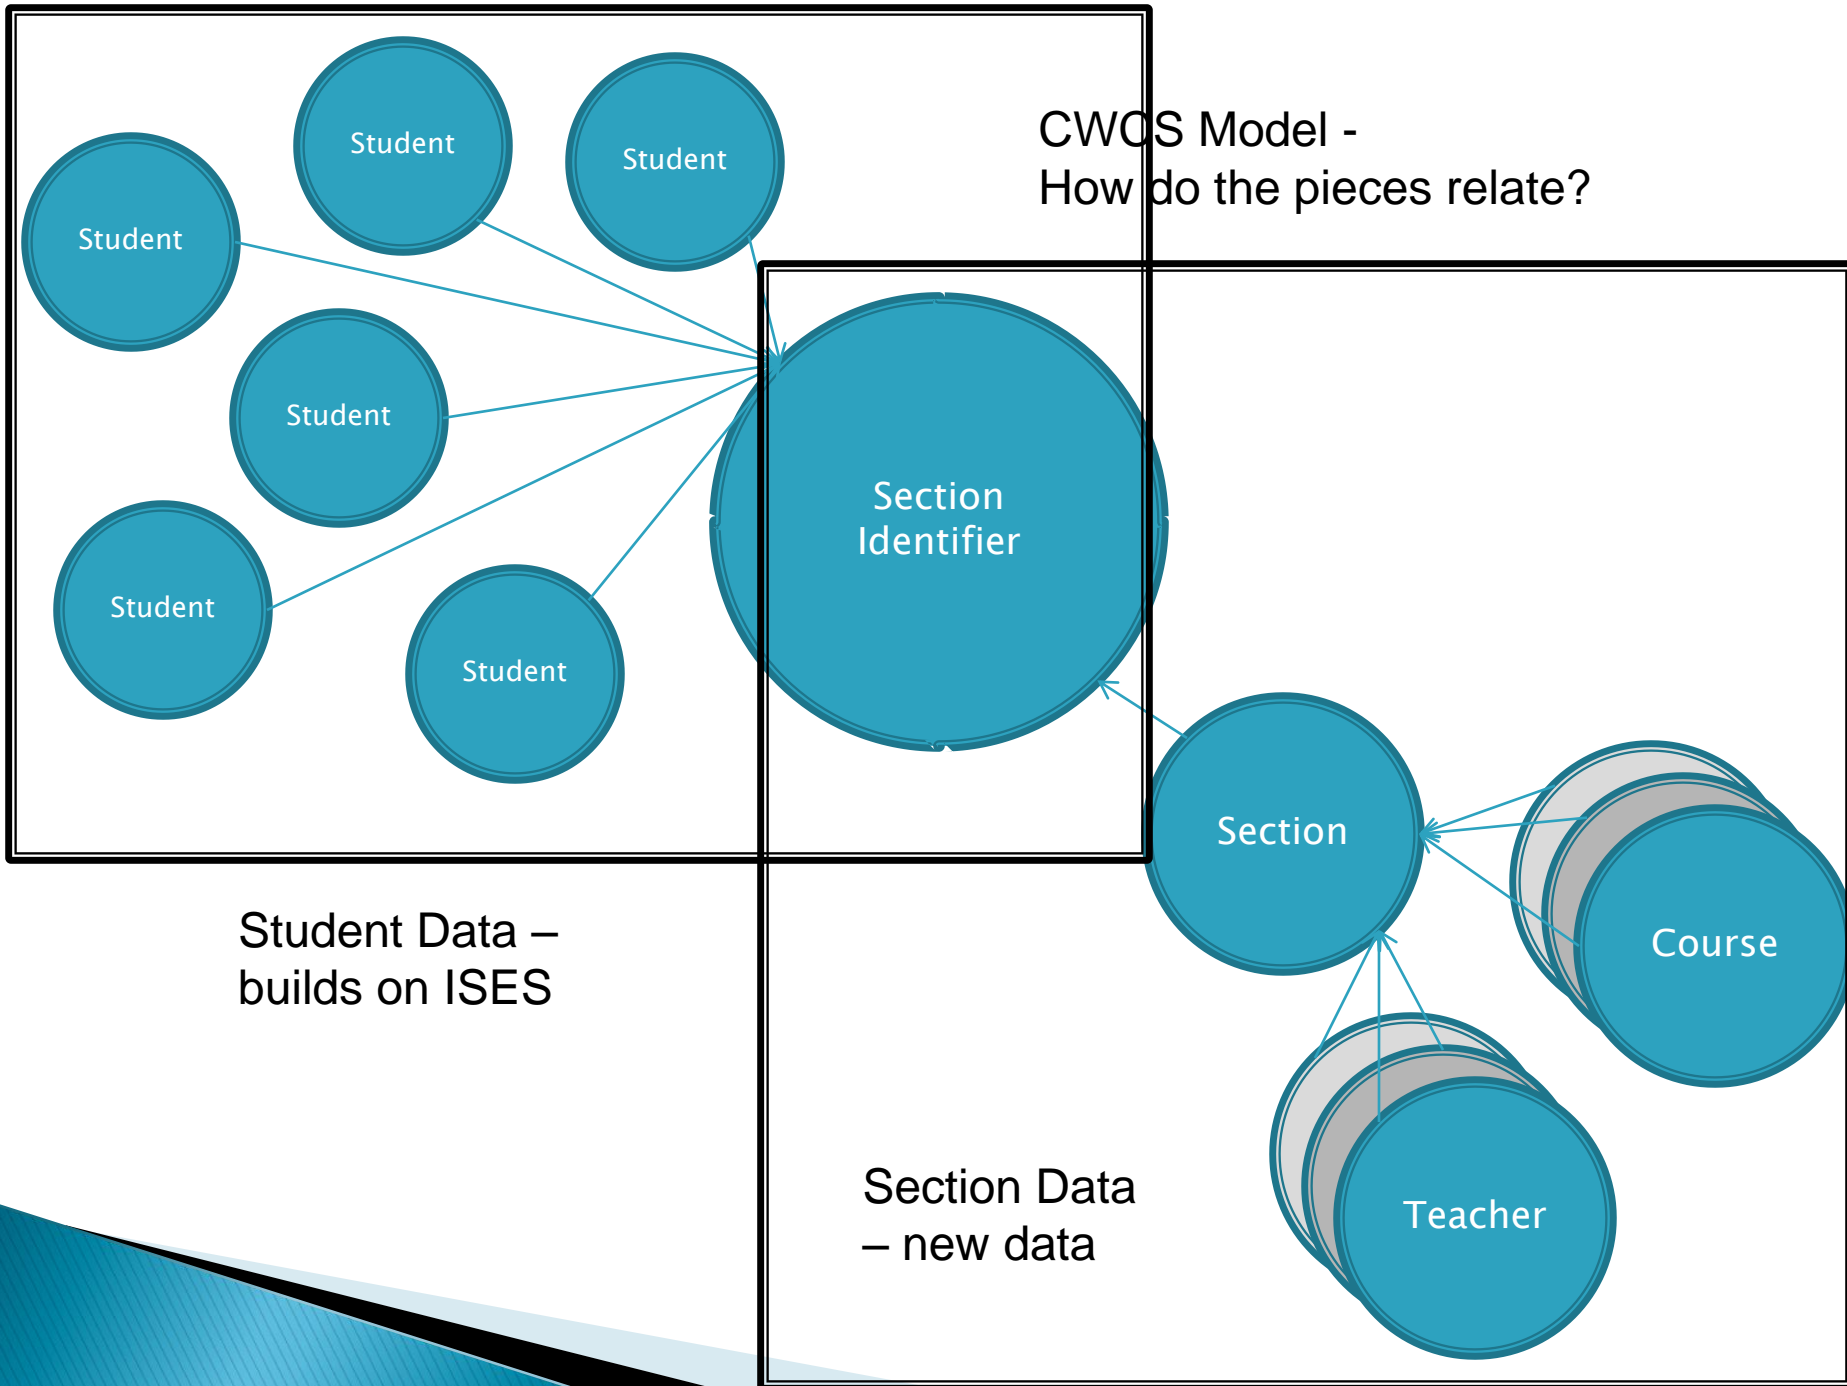 CWCS Model -
How do the pieces relate?
Student
Student
Student
Student
Student
Student
Section
Identifier
Section
Course
Teacher
Student Data –
builds on ISES
Section Data
– new data